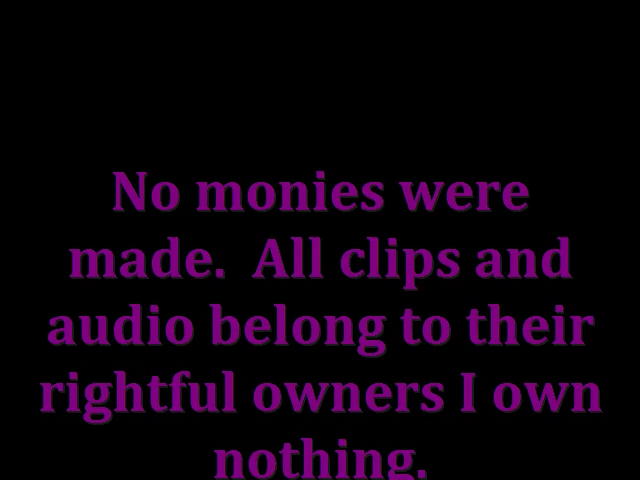 No monies were
made.  All clips and
audio belong to their
rightful owners I own
nothing.